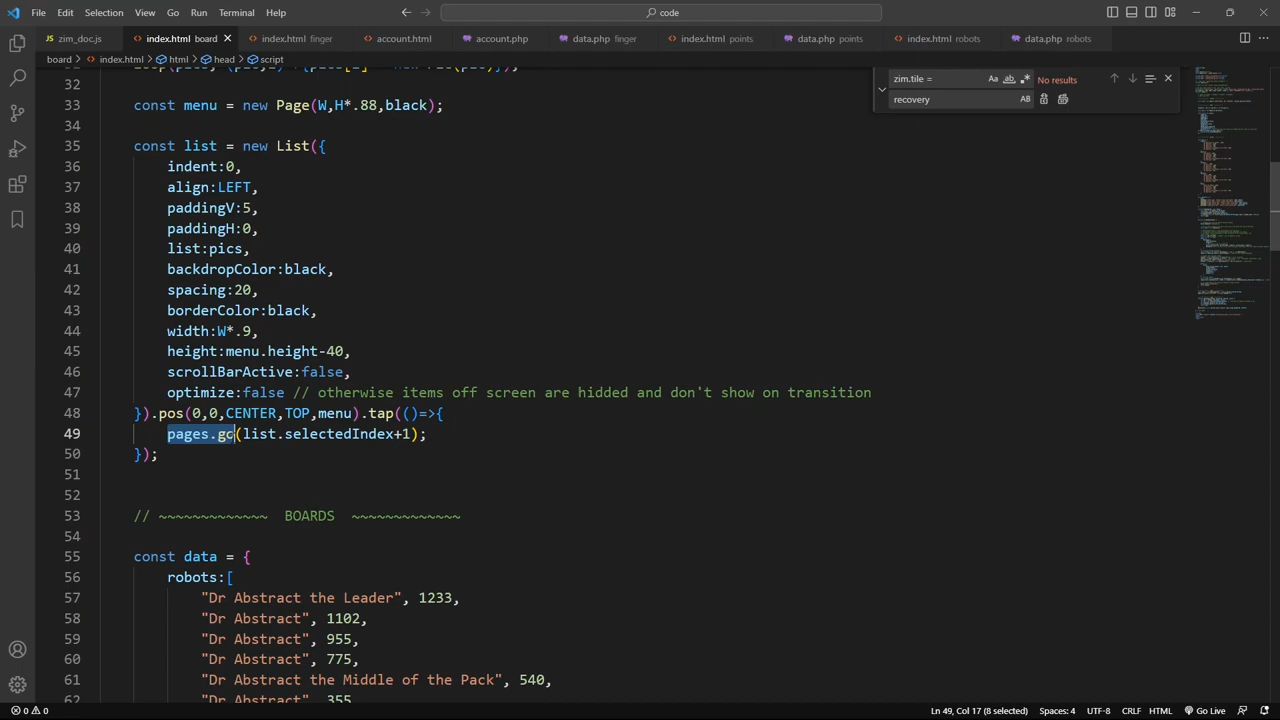 File Edit Selection View Go Run Terminal Help
code
zim_doc.js
index.html board
index.html finger
account.html
account.php
data.php finger
index.html points
data.php points
index.html robots
data.php robots
board > index.html > html > head > script
zim.tile =
Aa ab .*
No results
recovery
AB
32
33 const menu = new Page(W,H*.88,black);
34
35 const list = new List({
36 indent:0,
37 align:LEFT,
38 paddingV:5,
39 paddingH:0,
40 list:pics,
41 backdropColor:black,
42 spacing:20,
43 borderColor:black,
44 width:W*.9,
45 height:menu.height-40,
46 scrollBarActive:false,
47 optimize:false // otherwise items off screen are hidded and don't show on transition
48 }).pos(0,0,CENTER,TOP,menu).tap(()=>{
49 pages.go(list.selectedIndex+1);
50 });
51
52
53 // ~~~~~~~~~~~~~ BOARDS ~~~~~~~~~~~~~
54
55 const data = {
56 robots:[
57 "Dr Abstract the Leader", 1233,
58 "Dr Abstract", 1102,
59 "Dr Abstract", 955,
60 "Dr Abstract", 775,
61 "Dr Abstract the Middle of the Pack", 540,
62 "Dr Abstract", 355,
0 0
Ln 49, Col 17 (8 selected)
Spaces: 4
UTF-8
CRLF
HTML
Go Live